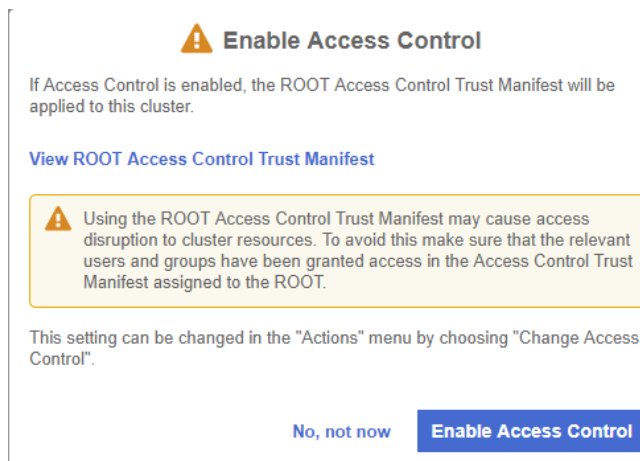 Enable Access Control
If Access Control is enabled, the ROOT Access Control Trust Manifest will be
applied to this cluster.
View ROOT Access Control Trust Manifest
Using the ROOT Access Control Trust Manifest may cause access
disruption to cluster resources. To avoid this make sure that the relevant
users and groups have been granted access in the Access Control Trust
Manifest assigned to the ROOT.
This setting can be changed in the "Actions" menu by choosing "Change Access
Control".
No, not now
Enable Access Control